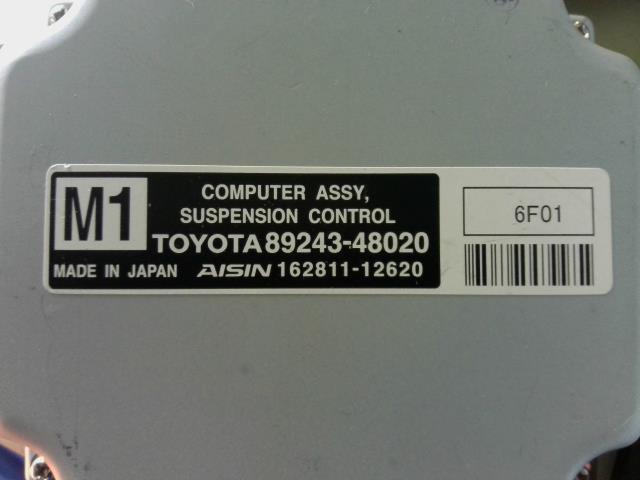 M1
COMPUTER ASSY,
SUSPENSION CONTROL
TOYOTA 89243-48020
MADE IN JAPAN AISIN 162811-12620
6F01